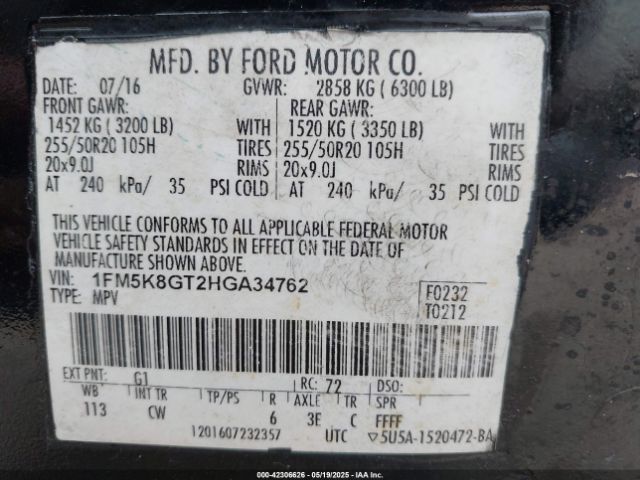 MFD. BY FORD MOTOR CO.
DATE: 07/16 GVWR: 2858 KG ( 6300 LB)
FRONT GAWR: REAR GAWR:
1452 KG ( 3200 LB) WITH 1520 KG ( 3350 LB)
255/50R20 105H TIRES 255/50R20 105H
20x9.0J RIMS 20x9.0J
AT 240 kPa/ 35 PSI COLD AT 240 kPa/ 35 PSI COLD
WITH
TIRES
RIMS
THIS VEHICLE CONFORMS TO ALL APPLICABLE FEDERAL MOTOR
VEHICLE SAFETY STANDARDS IN EFFECT ON THE DATE OF
MANUFACTURE SHOWN ABOVE.
VIN: 1FM5K8GT2HGA34762
TYPE: MPV
F0232
T0212
EXT PNT: G1 RC: 72 DSO:
WB INT TR TP/PS R AXLE TR SPR
113 CW 6 3E C FFFF
1201607232357 UTC ▽5U5A-1520472-BA
000-42306626 - 05/19/2025 - IAAI.COM